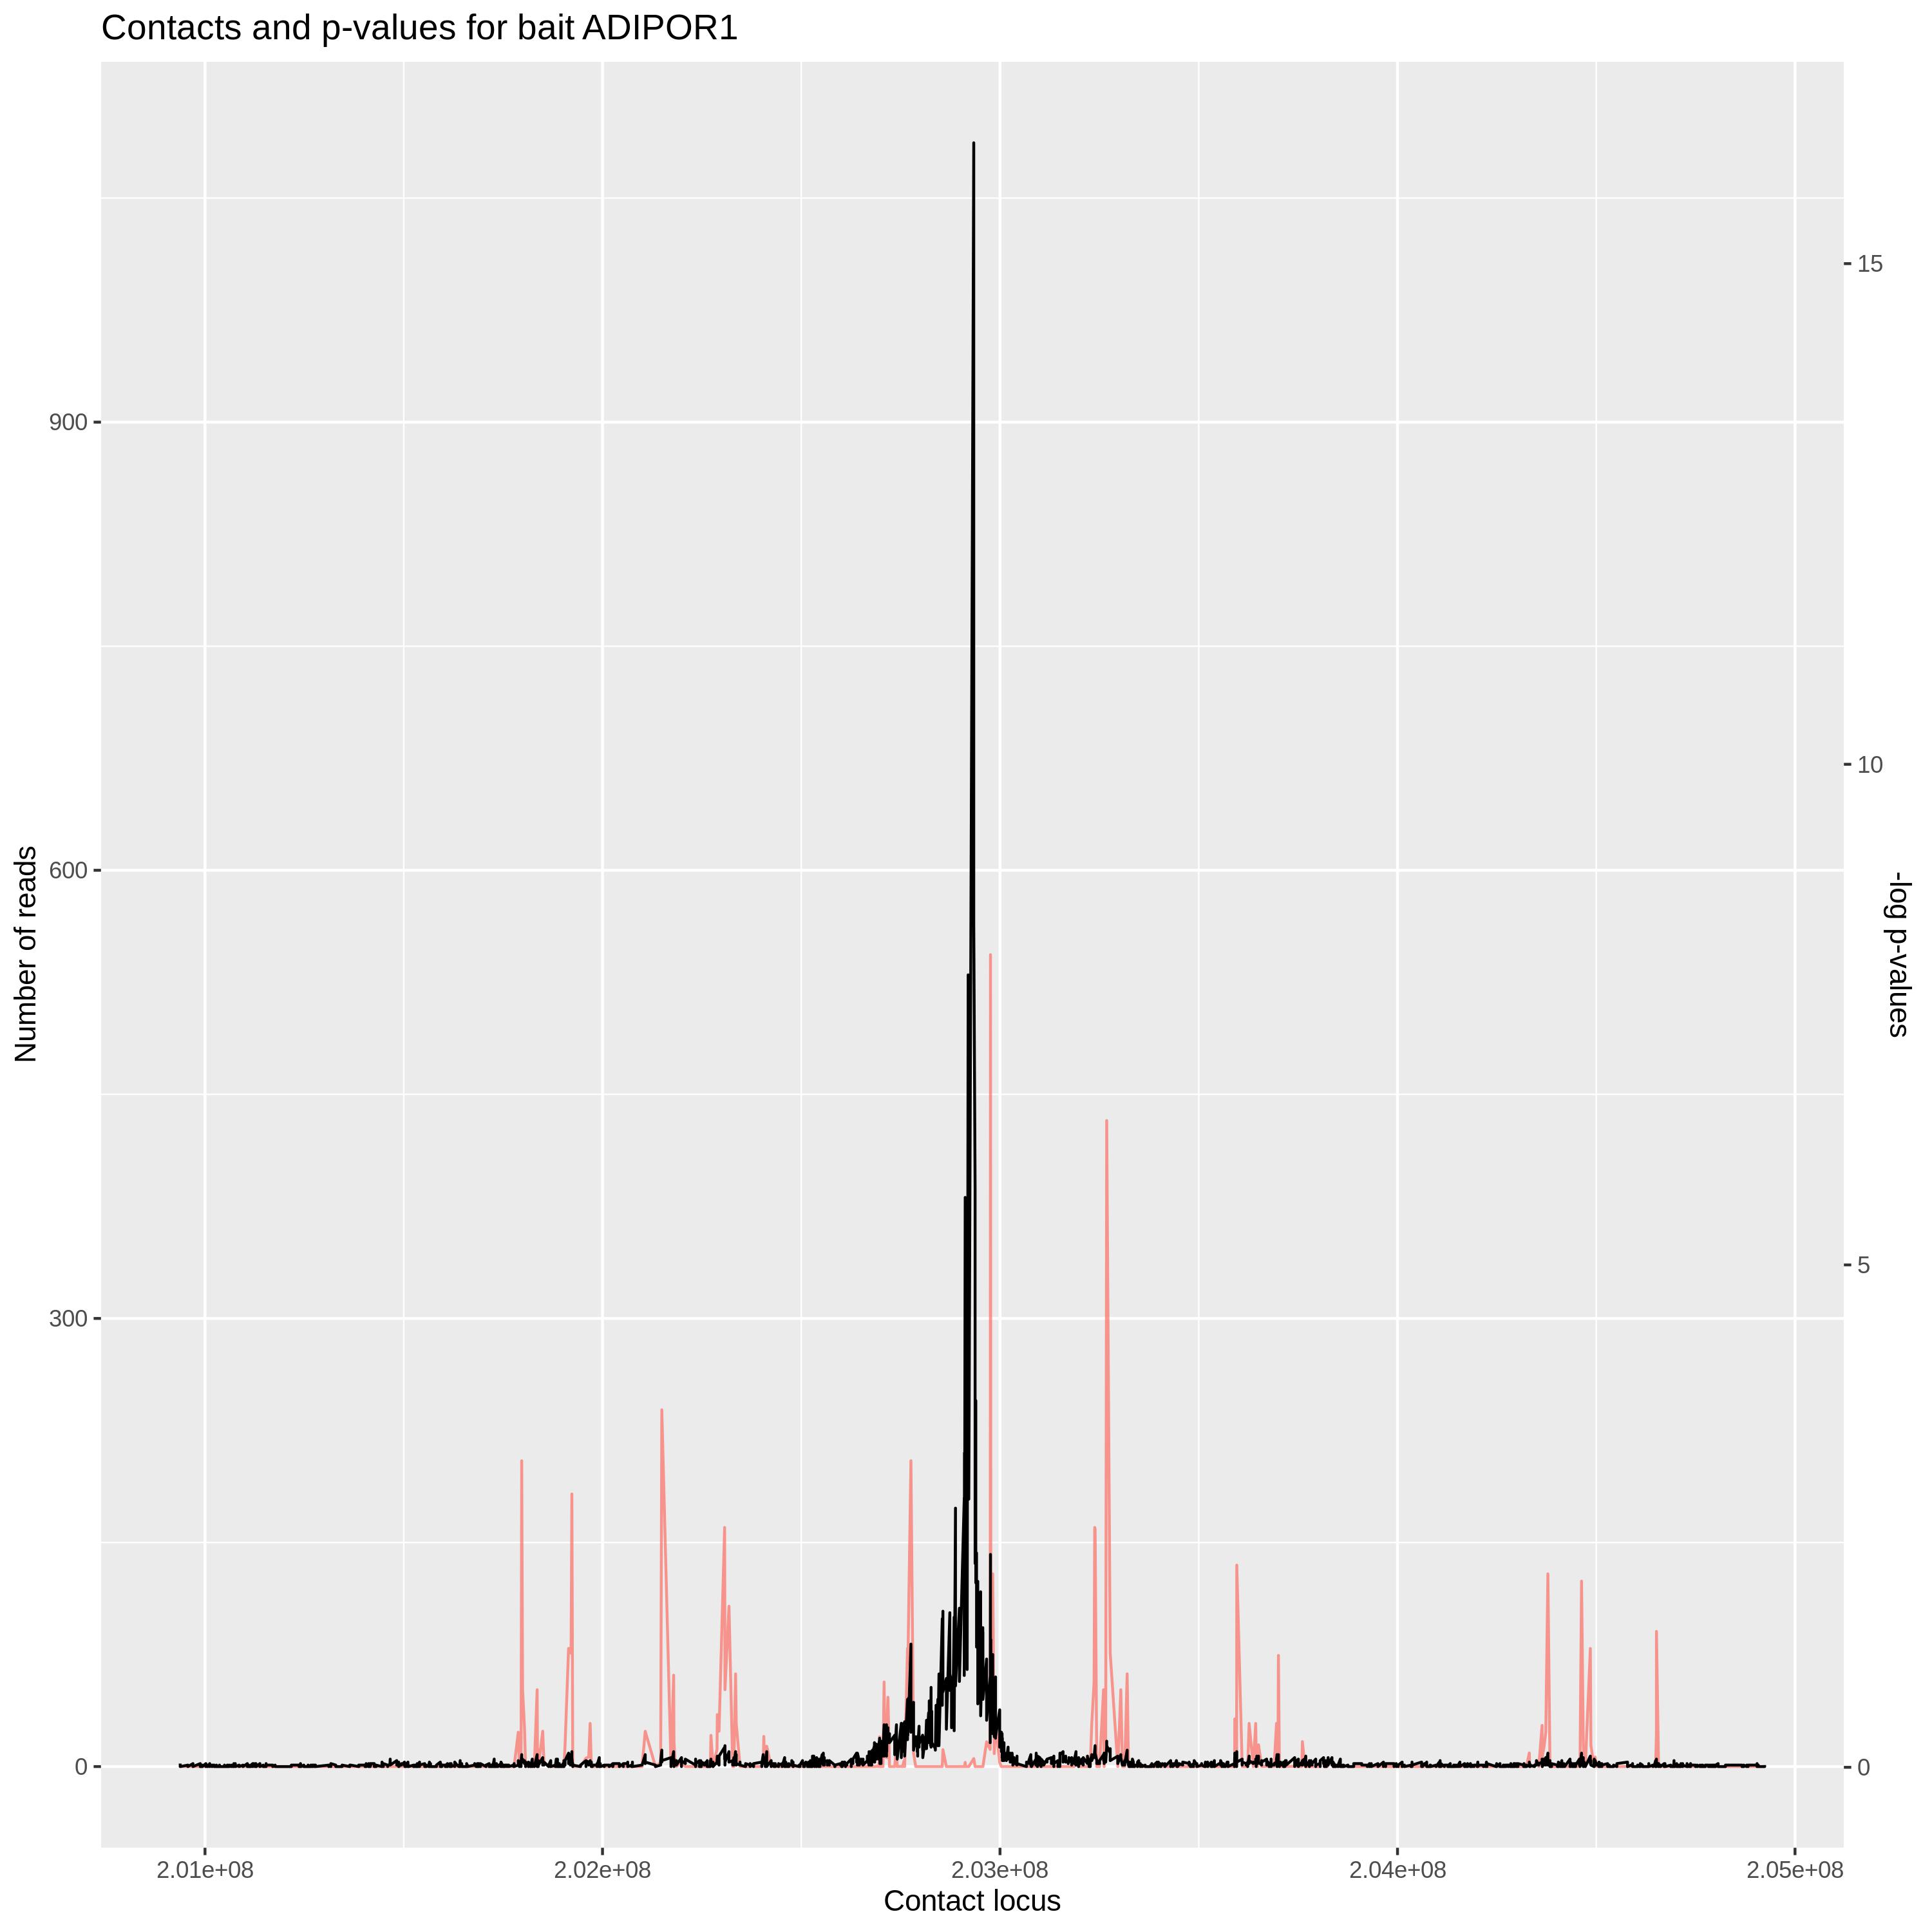 Contacts and p-values for bait ADIPOR1
Number of reads
900
600
300
0
15
10
5
0
-log p-values
2.01e+08
2.02e+08
2.03e+08
2.04e+08
2.05e+08
Contact locus